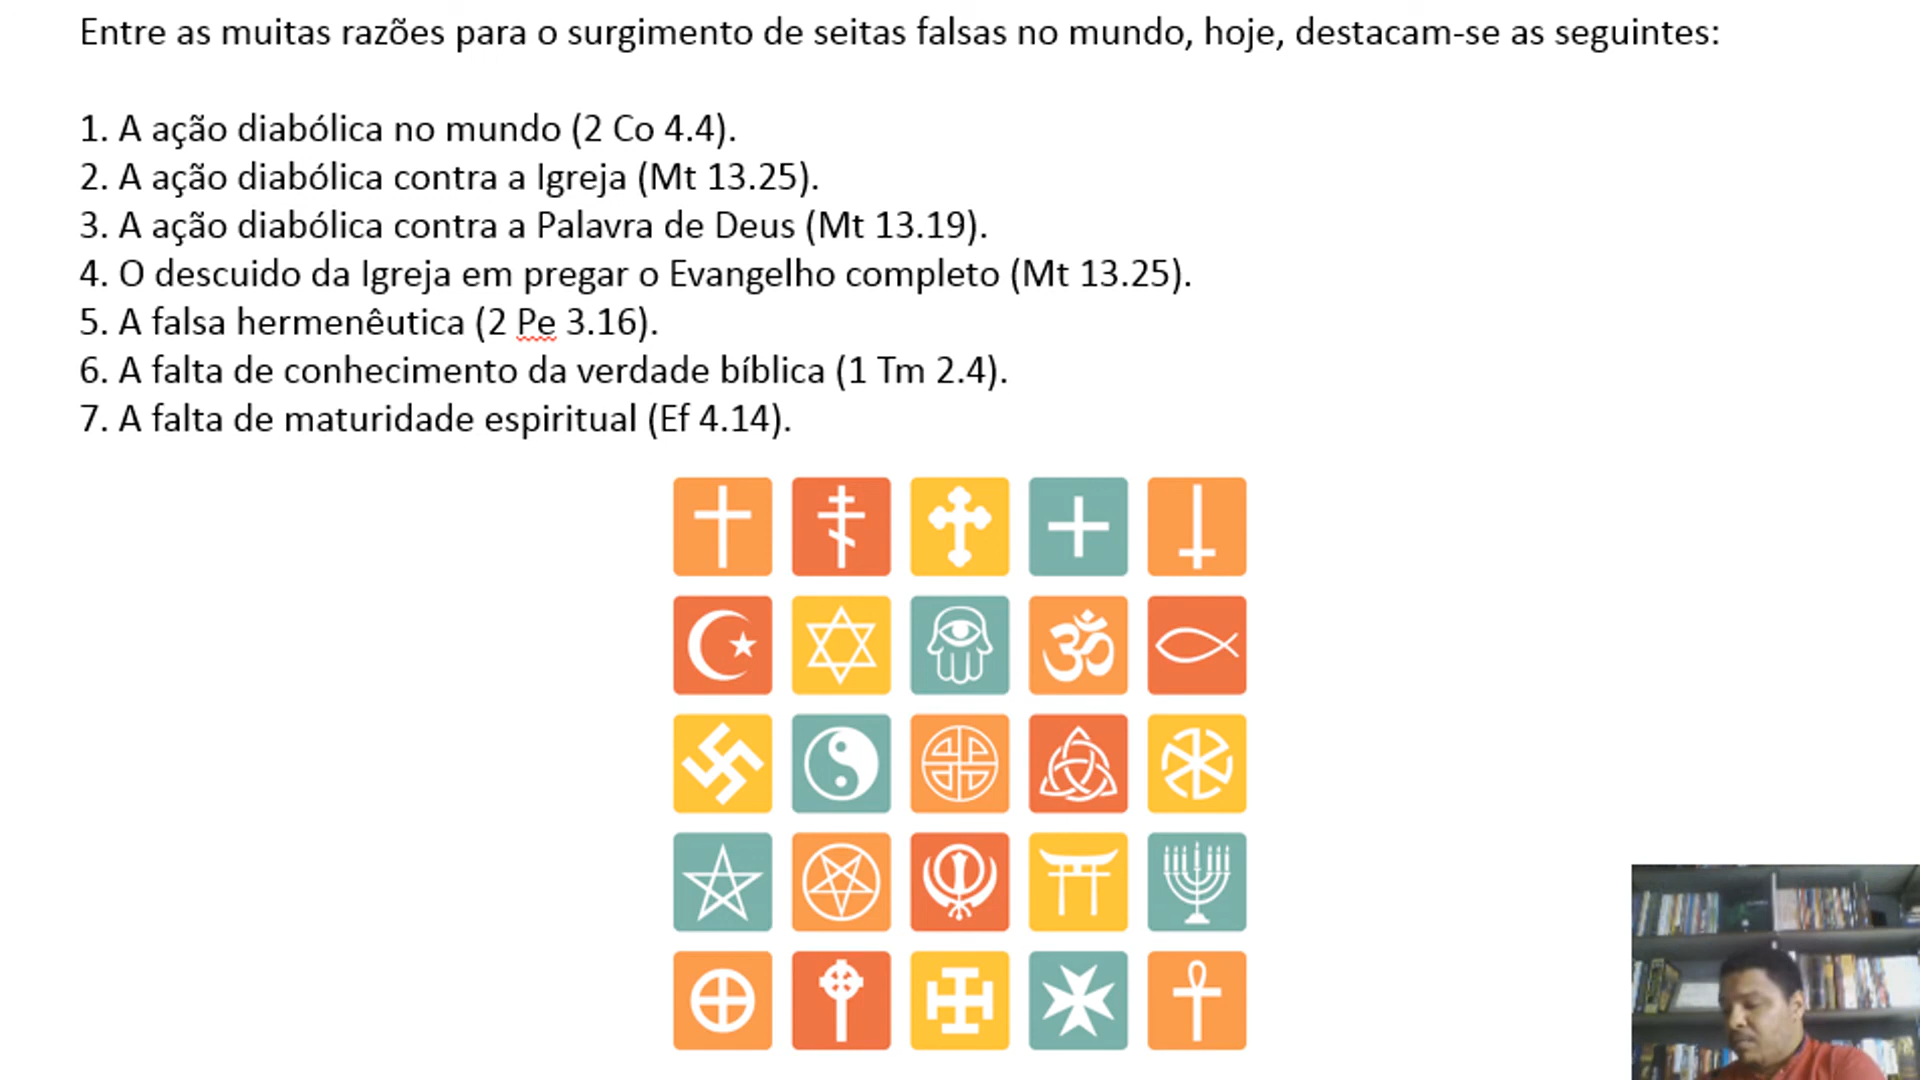 Entre as muitas razões para o surgimento de seitas falsas no mundo, hoje, destacam-se as seguintes:
1. A ação diabólica no mundo (2 Co 4.4).
2. A ação diabólica contra a Igreja (Mt 13.25).
3. A ação diabólica contra a Palavra de Deus (Mt 13.19).
4. O descuido da Igreja em pregar o Evangelho completo (Mt 13.25).
5. A falsa hermenêutica (2 Pe 3.16).
6. A falta de conhecimento da verdade bíblica (1 Tm 2.4).
7. A falta de maturidade espiritual (Ef 4.14).
ॐ